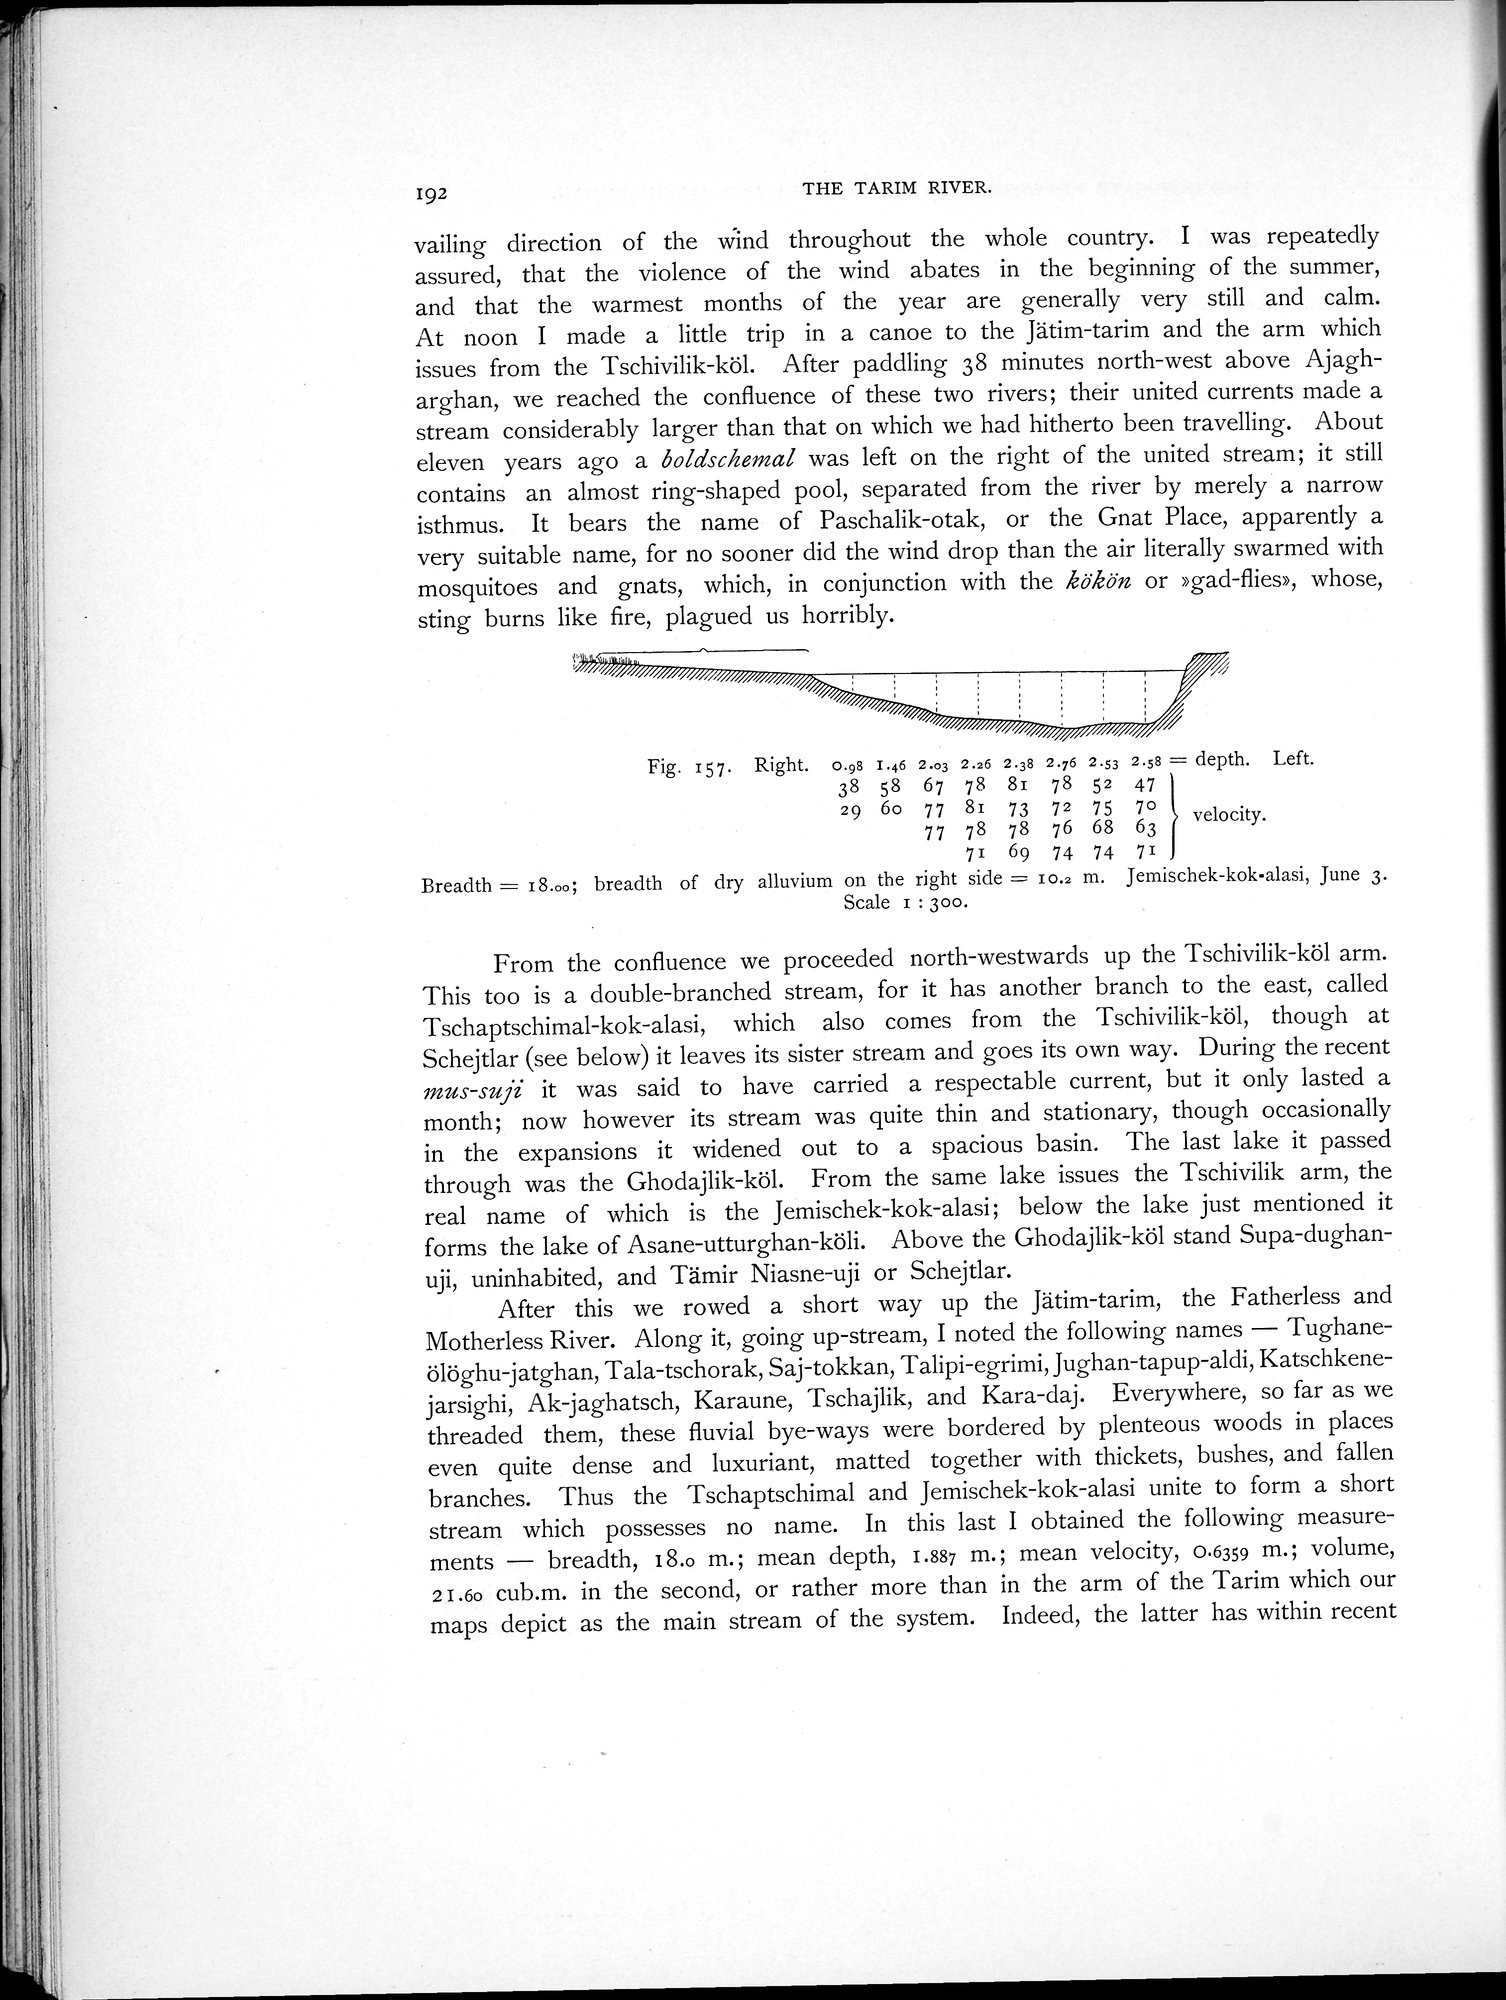 192
THE TARIM RIVER.
vailing direction of the wind throughout the whole country. I was repeatedly
assured, that the violence of the wind abates in the beginning of the summer,
and that the warmest months of the year are generally very still and calm.
At noon I made a little trip in a canoe to the Jätim-tarim and the arm which
issues from the Tschivilik-köl. After paddling 38 minutes north-west above Ajagh-
arghan, we reached the confluence of these two rivers; their united currents made a
stream considerably larger than that on which we had hitherto been travelling. About
eleven years ago a boldschemal was left on the right of the united stream; it still
contains an almost ring-shaped pool, separated from the river by merely a narrow
isthmus. It bears the name of Paschalik-otak, or the Gnat Place, apparently a
very suitable name, for no sooner did the wind drop than the air literally swarmed with
mosquitoes and gnats, which, in conjunction with the kökön or »gad-flies», whose,
sting burns like fire, plagued us horribly.
Fig. 157. Right. 0.98 1.46 2.03 2.26 2.38 2.76 2.53 2.58 = depth. Left.
38 58 67 78 81 78 52 47
29 60 77 81 73 72 75 70
velocity.
77 78 78 76 68 63
71 69 74 74 71
Breadth = 18.00; breadth of dry alluvium on the right side = 10.2 m. Jemischek-kok-alasi, June 3.
Scale 1 : 300.
From the confluence we proceeded north-westwards up the Tschivilik-köl arm.
This too is a double-branched stream, for it has another branch to the east, called
Tschaptschimal-kok-alasi, which also comes from the Tschivilik-köl, though at
Schejtlar (see below) it leaves its sister stream and goes its own way. During the recent
mus-suji it was said to have carried a respectable current, but it only lasted a
month; now however its stream was quite thin and stationary, though occasionally
in the expansions it widened out to a spacious basin. The last lake it passed
through was the Ghodajlik-köl. From the same lake issues the Tschivilik arm, the
real name of which is the Jemischek-kok-alasi; below the lake just mentioned it
forms the lake of Asane-utturghan-köli. Above the Ghodajlik-köl stand Supa-dughan-
uji, uninhabited, and Tämir Niasne-uji or Schejtlar.
After this we rowed a short way up the Jätim-tarim, the Fatherless and
Motherless River. Along it, going up-stream, I noted the following names — Tughane-
ölöghu-jatghan, Tala-tschorak, Saj-tokkan, Talipi-egrimi, Jughan-tapup-aldi, Katschkene-
jarsighi, Ak-jaghatsch, Karaune, Tschajlik, and Kara-daj. Everywhere, so far as we
threaded them, these fluvial bye-ways were bordered by plenteous woods in places
even quite dense and luxuriant, matted together with thickets, bushes, and fallen
branches. Thus the Tschaptschimal and Jemischek-kok-alasi unite to form a short
stream which possesses no name. In this last I obtained the following measure-
ments — breadth, 18.0 m.; mean depth, 1.887 m.; mean velocity, 0.6359 m.; volume,
21.60 cub.m. in the second, or rather more than in the arm of the Tarim which our
maps depict as the main stream of the system. Indeed, the latter has within recent